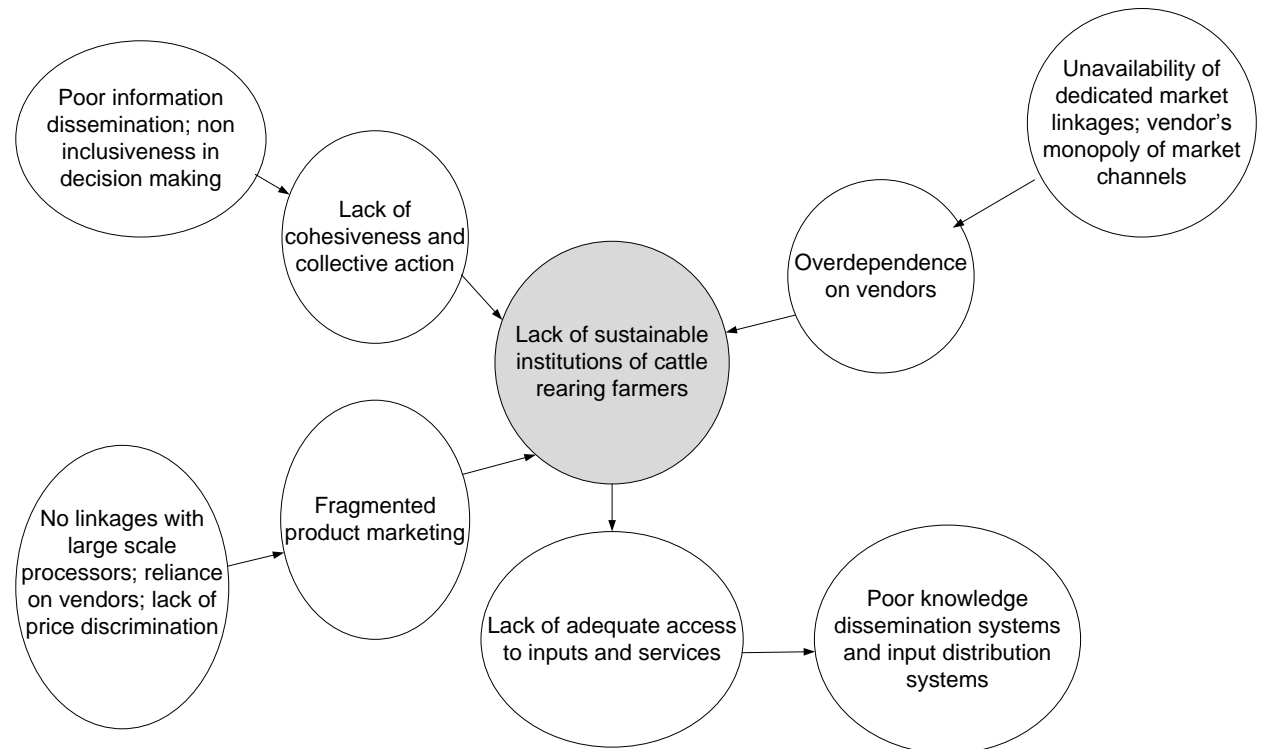 Poor information
dissemination; non
inclusiveness in
decision making
Lack of
cohesiveness and
collective action
Unavailability of
dedicated market
linkages; vendor's
monopoly of market
channels
Overdependence
on vendors
Lack of sustainable
institutions of cattle
rearing farmers
No linkages with
large scale
processors; reliance
on vendors; lack of
price discrimination
Fragmented
product marketing
Lack of adequate access
to inputs and services
Poor knowledge
dissemination systems
and input distribution
systems